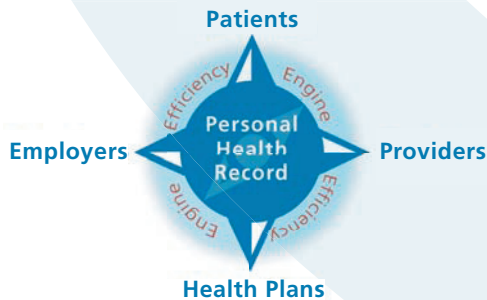 Patients
Efficiency Engine
Personal
Health
Record
Employers
Providers
Engine Efficiency
Health Plans